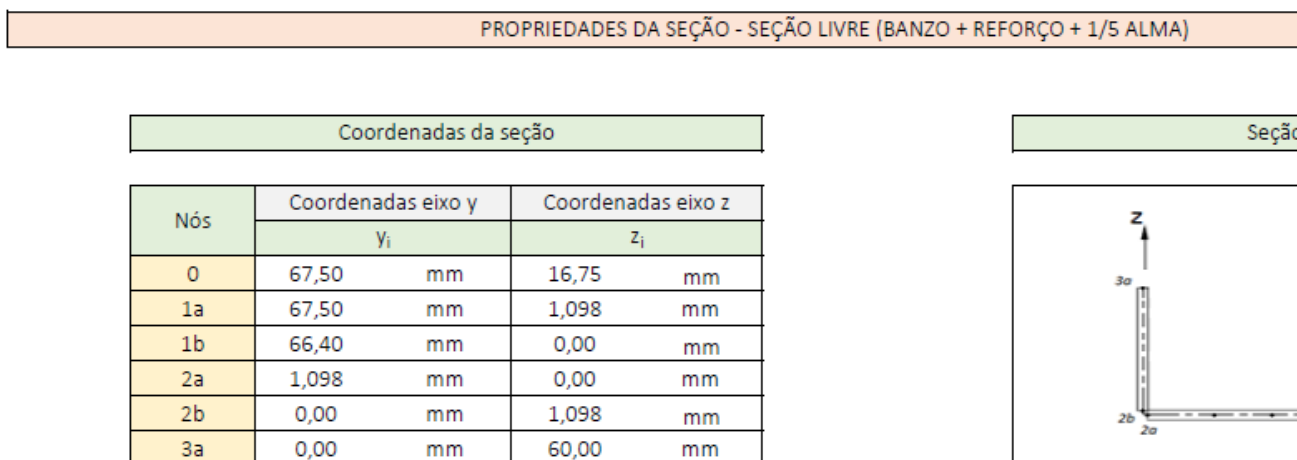 PROPRIEDADES DA SEÇÃO - SEÇÃO LIVRE (BANZO + REFORÇO + 1/5 ALMA)
Coordenadas da seção
Nós Coordenadas eixo y Coordenadas eixo z
yi zi
0 67,50 mm 16,75 mm
1a 67,50 mm 1,098 mm
1b 66,40 mm 0,00 mm
2a 1,098 mm 0,00 mm
2b 0,00 mm 1,098 mm
3a 0,00 mm 60,00 mm
Seção
z
3a
2b
2a